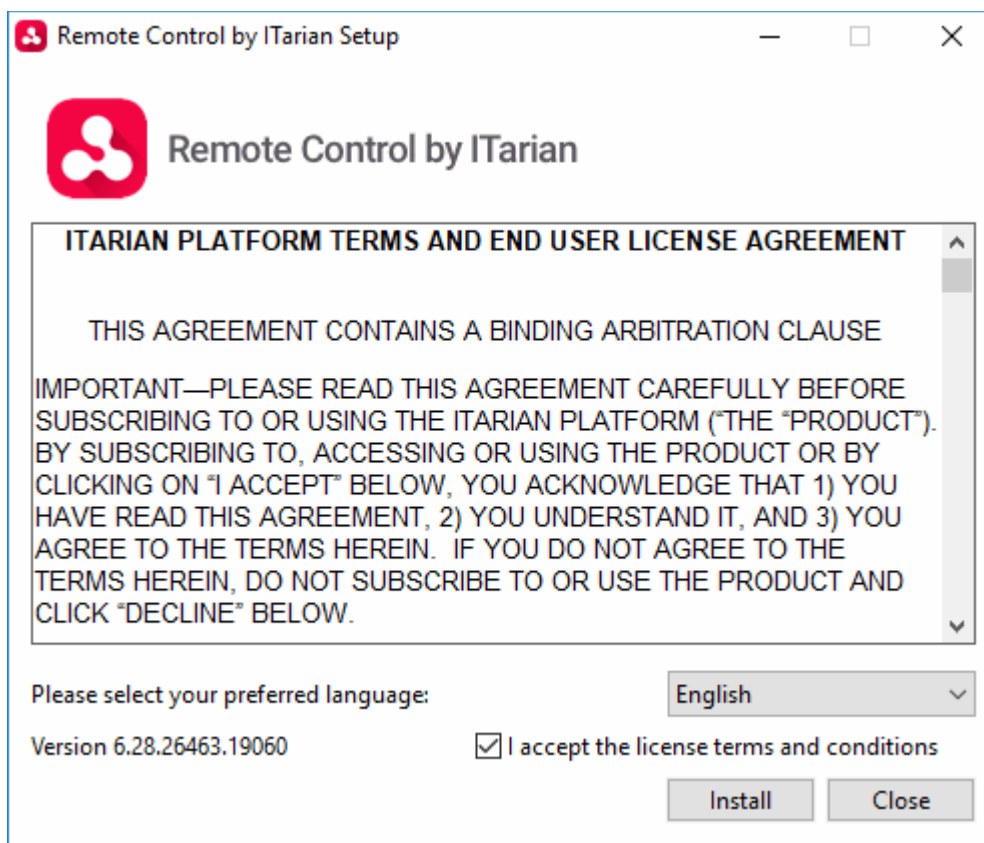 Remote Control by ITarian Setup
Remote Control by ITarian
ITARIAN PLATFORM TERMS AND END USER LICENSE AGREEMENT
THIS AGREEMENT CONTAINS A BINDING ARBITRATION CLAUSE
IMPORTANT—PLEASE READ THIS AGREEMENT CAREFULLY BEFORE
SUBSCRIBING TO OR USING THE ITARIAN PLATFORM (“THE “PRODUCT”).
BY SUBSCRIBING TO, ACCESSING OR USING THE PRODUCT OR BY
CLICKING ON “I ACCEPT” BELOW, YOU ACKNOWLEDGE THAT 1) YOU
HAVE READ THIS AGREEMENT, 2) YOU UNDERSTAND IT, AND 3) YOU
AGREE TO THE TERMS HEREIN.  IF YOU DO NOT AGREE TO THE
TERMS HEREIN, DO NOT SUBSCRIBE TO OR USE THE PRODUCT AND
CLICK “DECLINE” BELOW.
Please select your preferred language:
English
Version 6.28.26463.19060
I accept the license terms and conditions
Install
Close